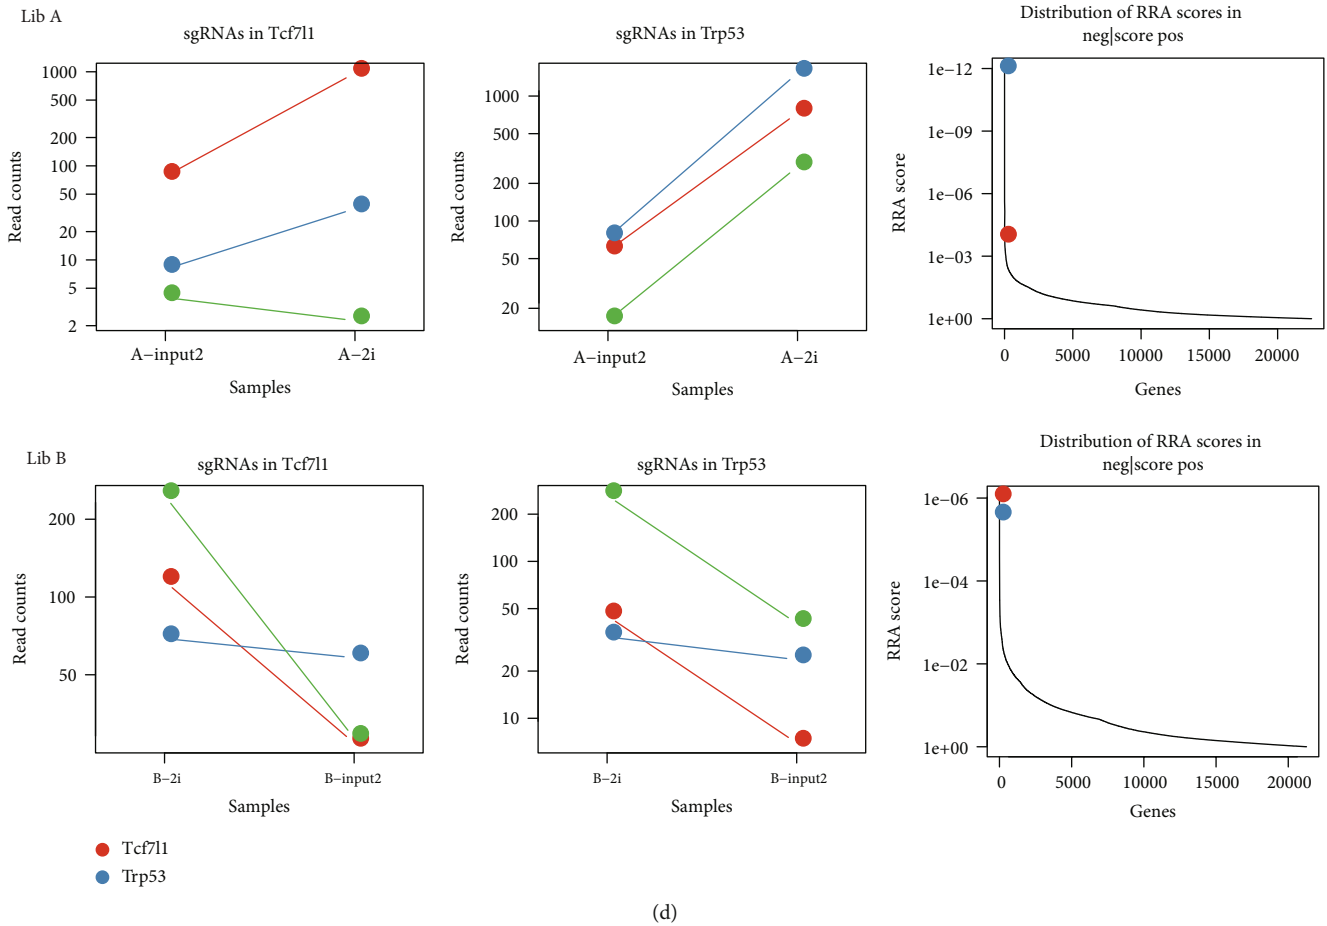 Lib A
sgRNAs in Tcf7l1
Read counts
1000
500
200
100
50
20
10
5
2
A−input2
A−2i
Samples
sgRNAs in Trp53
Read counts
1000
500
200
100
50
20
A−input2
A−2i
Samples
Distribution of RRA scores in
neg|score pos
RRA score
1e−12
1e−09
1e−06
1e−03
1e+00
0
5000
10000
15000
20000
Genes
Lib B
sgRNAs in Tcf7l1
Read counts
200
100
50
B−2i
B−input2
Samples
sgRNAs in Trp53
Read counts
200
100
50
20
10
B−2i
B−input2
Samples
Distribution of RRA scores in
neg|score pos
RRA score
1e−06
1e−04
1e−02
1e+00
0
5000
10000
15000
20000
Genes
Tcf7l1
Trp53
(d)